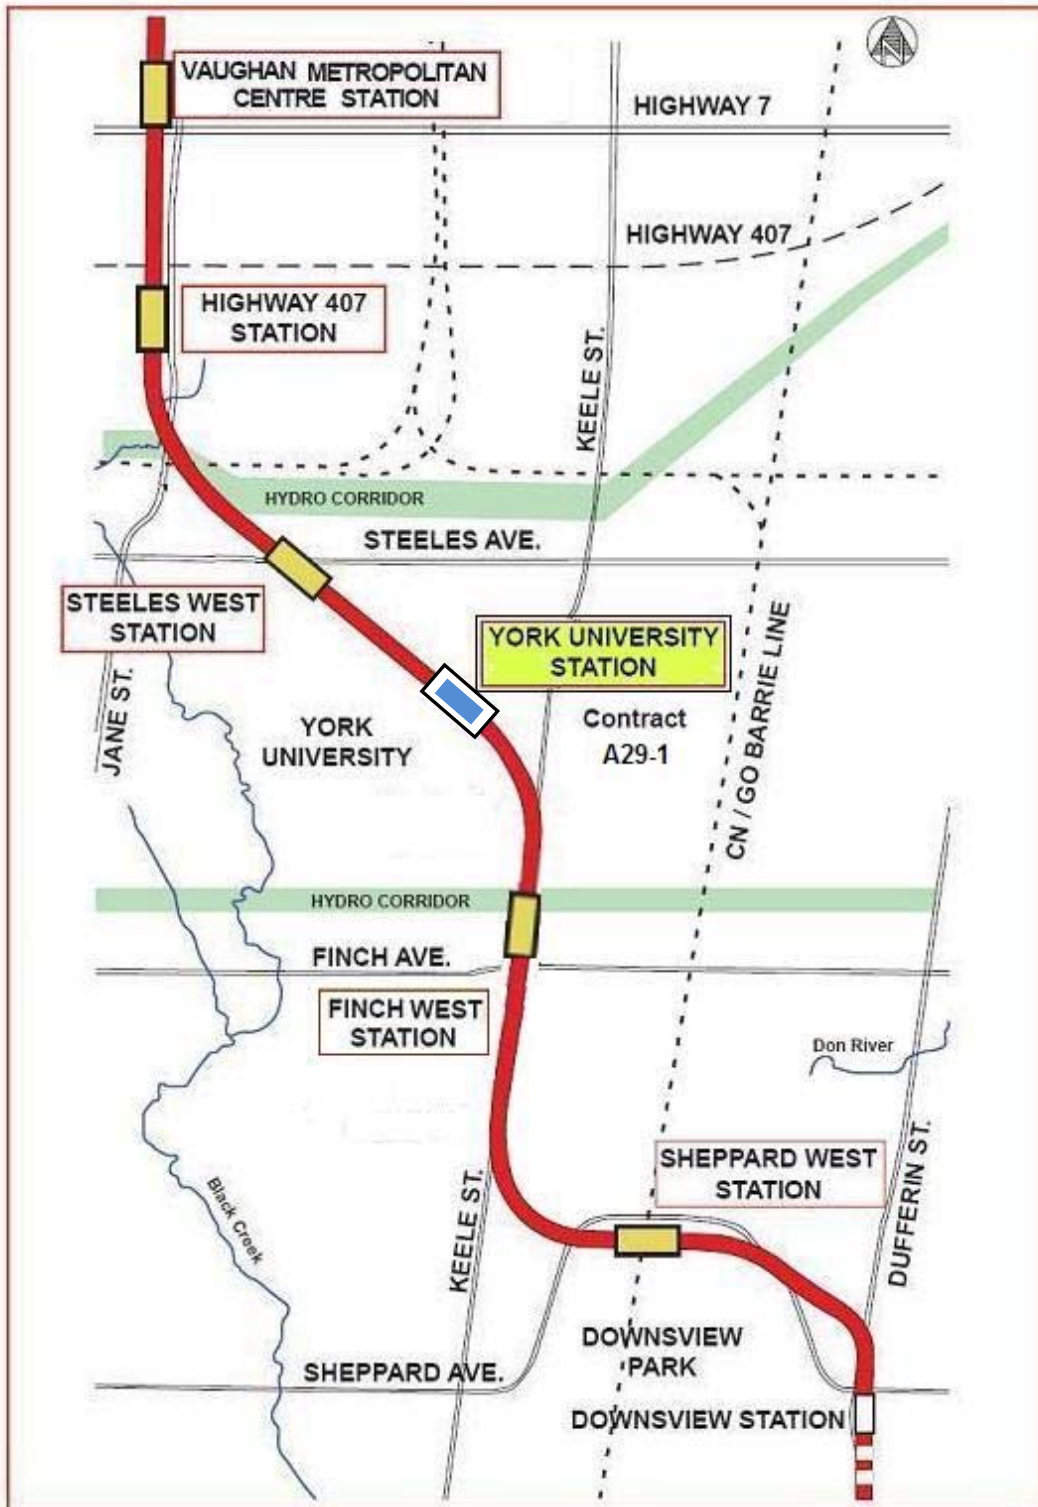 N
VAUGHAN METROPOLITAN
CENTRE STATION
HIGHWAY 7
HIGHWAY 407
HIGHWAY 407
STATION
KEELE ST.
HYDRO CORRIDOR
STEELES AVE.
STEELES WEST
STATION
YORK UNIVERSITY
STATION
JANE ST.
YORK
UNIVERSITY
Contract
A29-1
CN / GO BARRIE LINE
HYDRO CORRIDOR
FINCH AVE.
FINCH WEST
STATION
Don River
SHEPPARD WEST
STATION
DUFFERIN ST.
Black Creek
KEELE ST.
DOWNSVIEW
PARK
SHEPPARD AVE.
DOWNSVIEW STATION